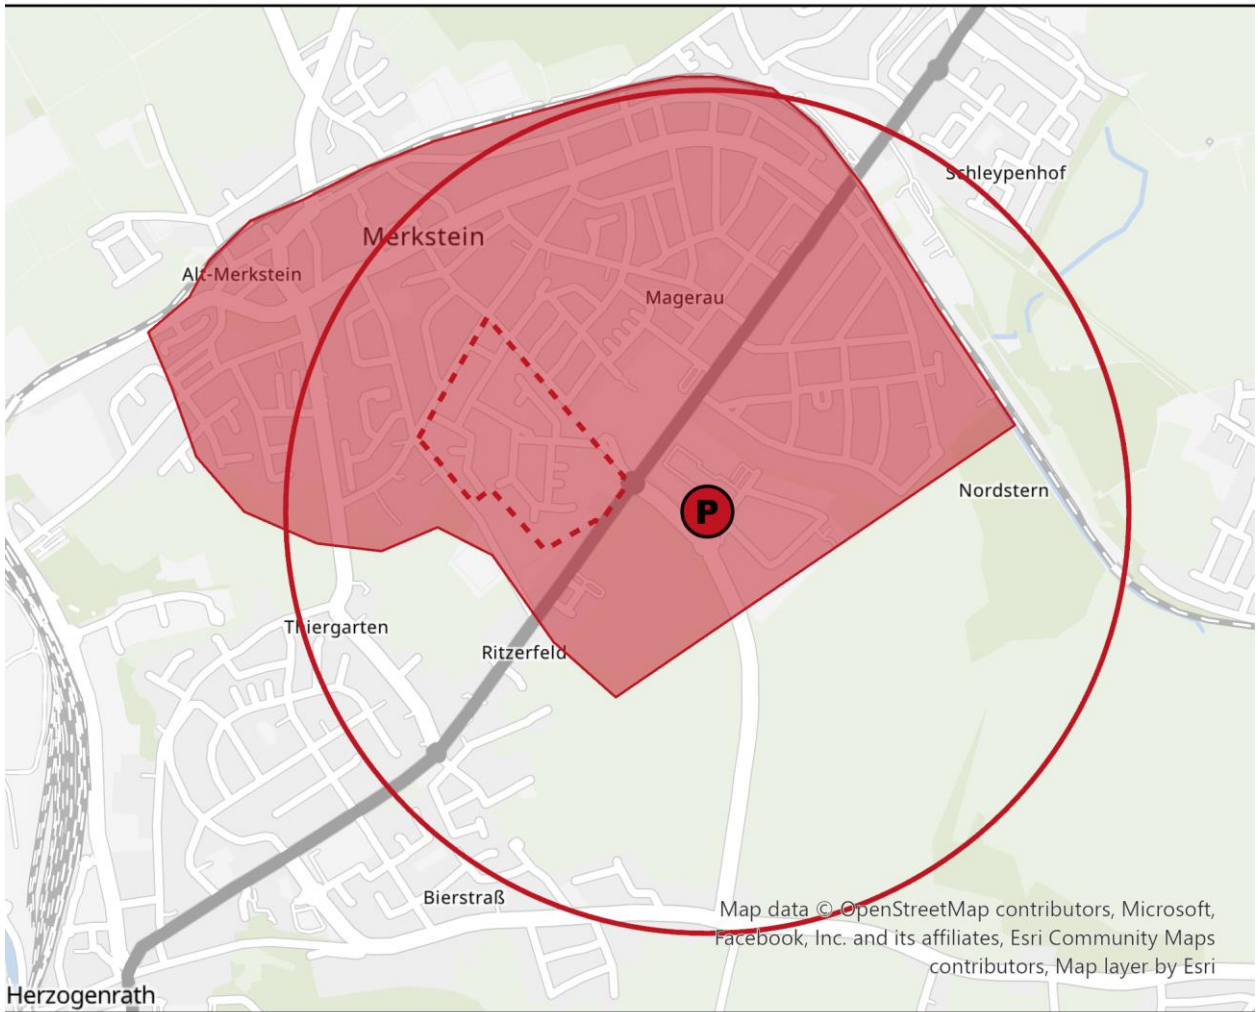 Schleypenhof
Merkstein
Alt-Merkstein
Magerau
Nordstern
P
Thiergarten
Ritzerfeld
Bierstraß
Map data © OpenStreetMap contributors, Microsoft,
Facebook, Inc. and its affiliates, Esri Community Maps
contributors, Map layer by Esri
Herzogenrath